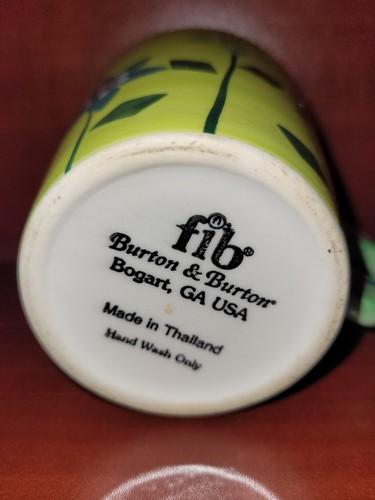 fib®
Burton & Burton®
Bogart, GA USA
Made in Thailand
Hand Wash Only